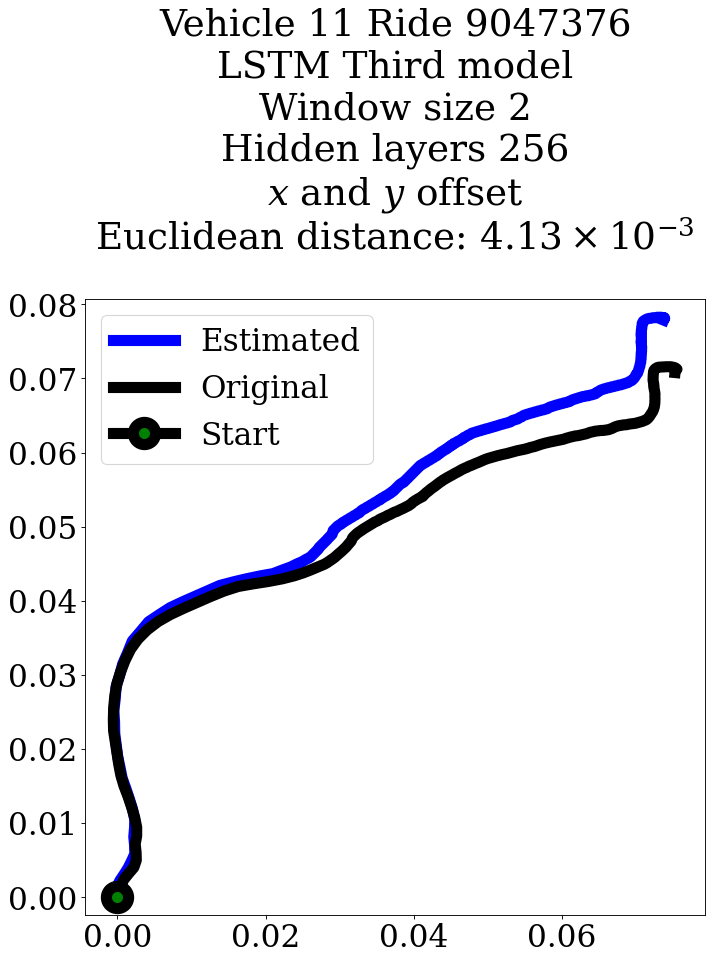 Vehicle 11 Ride 9047376
LSTM Third model
Window size 2
Hidden layers 256
x and y offset
Euclidean distance: 4.13 × 10⁻³
0.08
0.07
0.06
0.05
0.04
0.03
0.02
0.01
0.00
Estimated
Original
Start
0.00 0.02 0.04 0.06